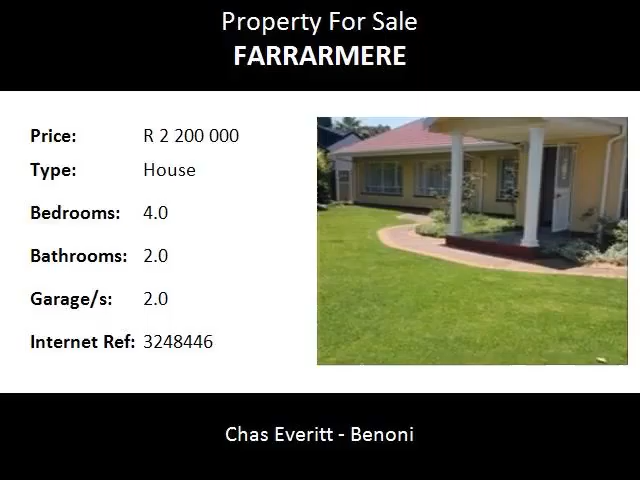 Property For Sale
FARRARMERE
Price: R 2 200 000
Type: House
Bedrooms: 4.0
Bathrooms: 2.0
Garage/s: 2.0
Internet Ref: 3248446
Chas Everitt - Benoni